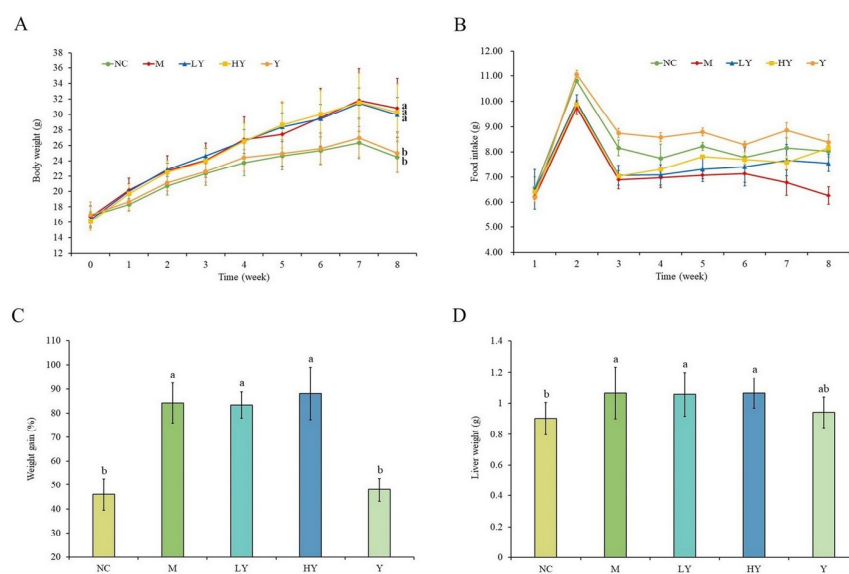 A
NC M LY HY Y
Body weight (g)
38
36
34
32
30
28
26
24
22
20
18
16
14
12
a
a
a
b
b
0 1 2 3 4 5 6 7 8
Time (week)
B
NC M LY HY Y
Food intake (g)
12.00
11.00
10.00
9.00
8.00
7.00
6.00
5.00
4.00
1 2 3 4 5 6 7 8
Time (week)
C
Weight gain (%)
110
100
90
80
70
60
50
40
30
20
b a a a b
NC M LY HY Y
D
Liver weight (g)
1.4
1.2
1
0.8
0.6
0.4
0.2
0
b a a a ab
NC M LY HY Y